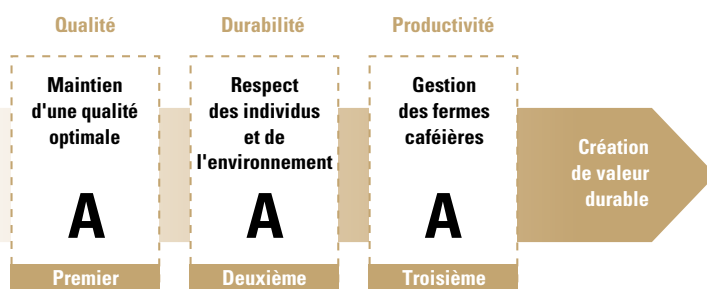 Qualité
Durabilité
Productivité
Maintien
d'une qualité
optimale
A
Premier
Respect
des individus
et de
l'environnement
A
Deuxième
Gestion
des fermes
caféières
A
Troisième
Création
de valeur
durable